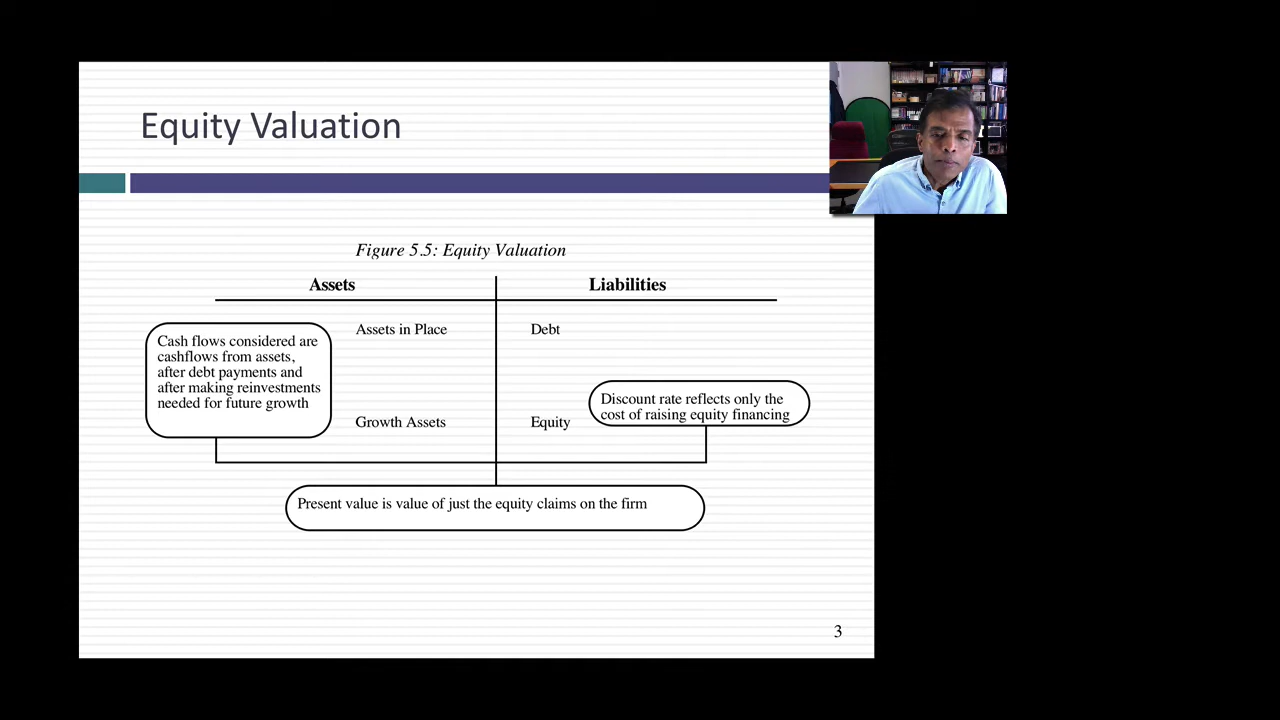 Equity Valuation
Figure 5.5: Equity Valuation
Assets
Liabilities
Assets in Place
Debt
Cash flows considered are
cashflows from assets,
after debt payments and
after making reinvestments
needed for future growth
Discount rate reflects only the
cost of raising equity financing
Growth Assets
Equity
Present value is value of just the equity claims on the firm
3